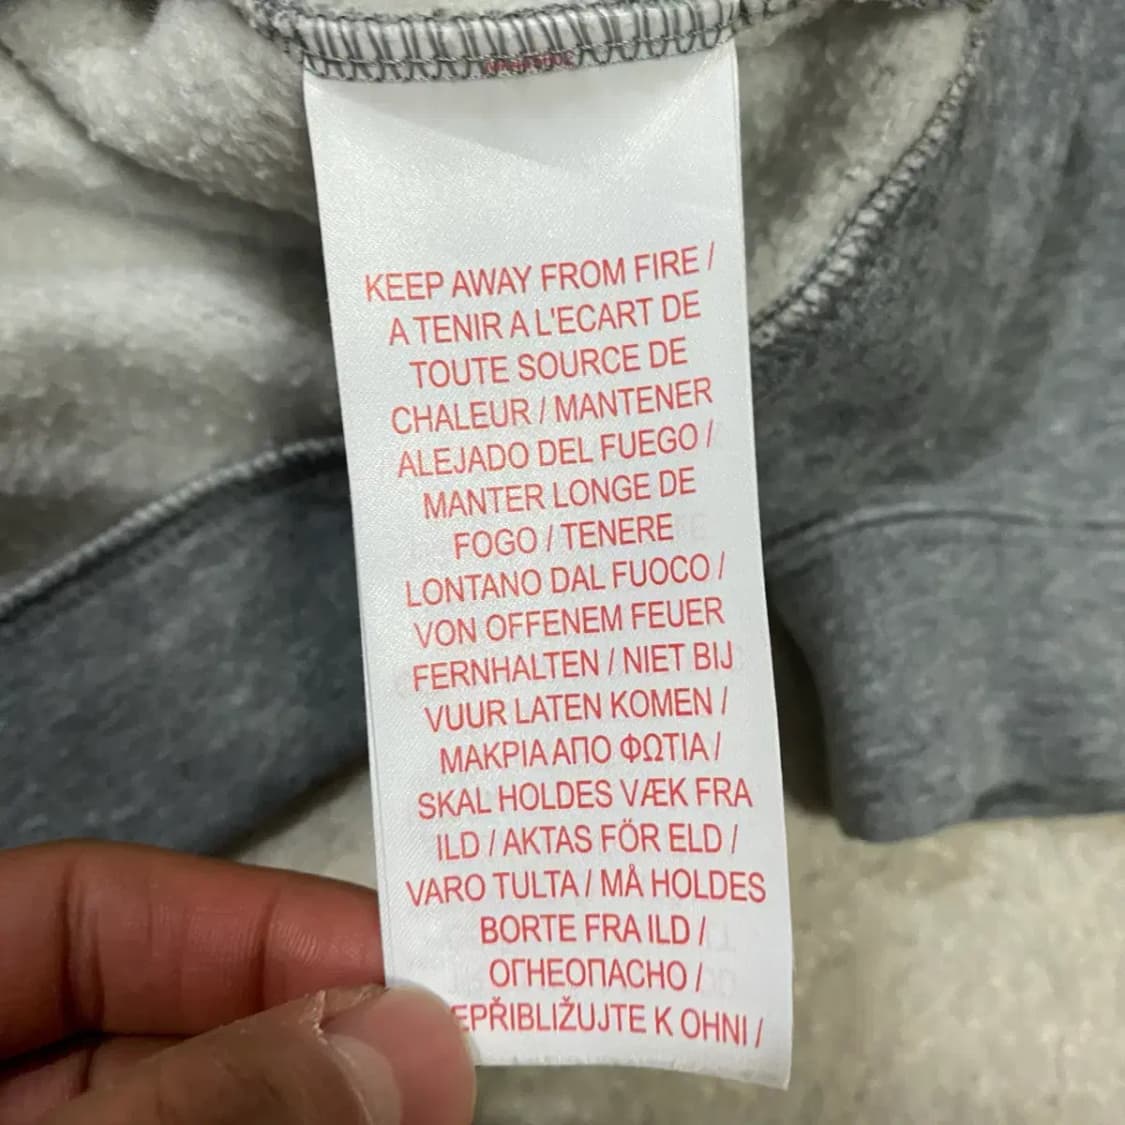 KEEP AWAY FROM FIRE /
A TENIR A L'ECART DE
TOUTE SOURCE DE
CHALEUR / MANTENER
ALEJADO DEL FUEGO /
MANTER LONGE DE
FOGO / TENERE
LONTANO DAL FUOCO /
VON OFFENEM FEUER
FERNHALTEN / NIET BIJ
VUUR LATEN KOMEN /
ΜΑΚΡΙΑ ΑΠΟ ΦΩΤΙΑ /
SKAL HOLDES VÆK FRA
ILD / AKTAS FÖR ELD /
VARO TULTA / MÅ HOLDES
BORTE FRA ILD /
ОГНЕОПАСНО /
EPŘIBLIŽUJTE K OHNI /